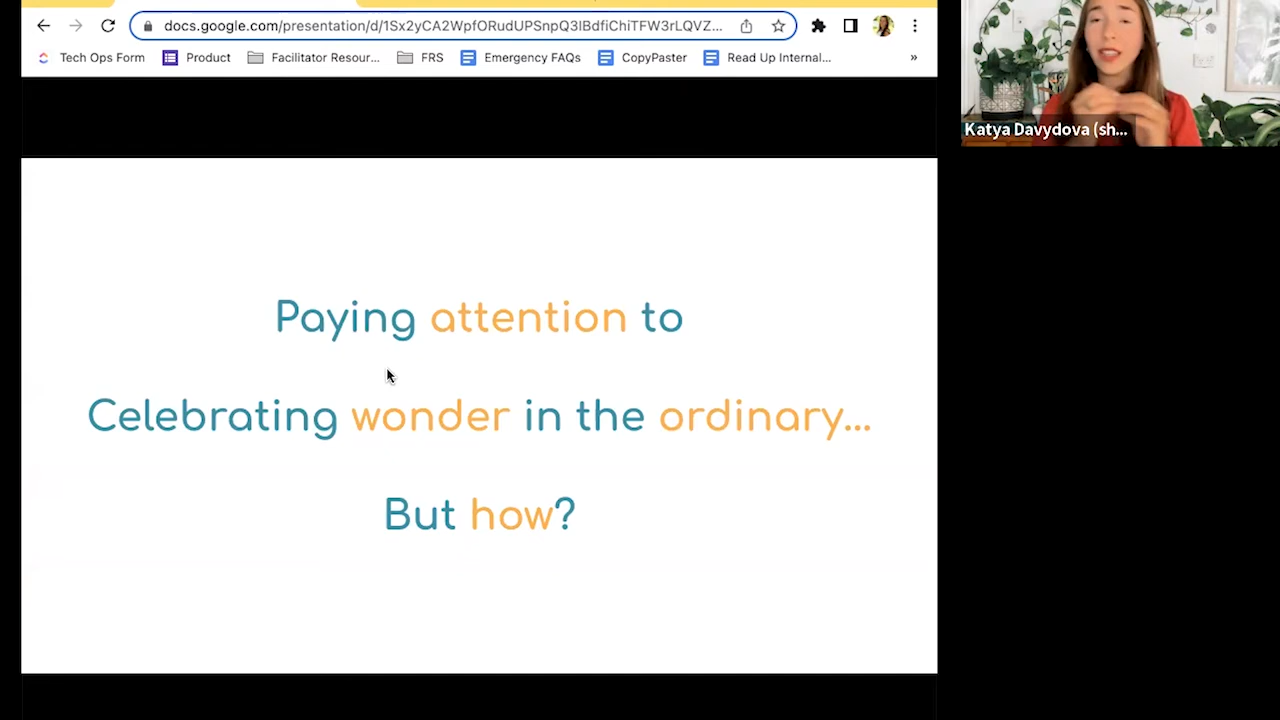 docs.google.com/presentation/d/1Sx2yCA2WpfORudUPSnpQ3IBdfiChiTFW3rLQVZ...
Tech Ops Form Product Facilitator Resour... FRS Emergency FAQs CopyPaster Read Up Internal... »
Katya Davydova (sh...
Paying attention to
Celebrating wonder in the ordinary...
But how?